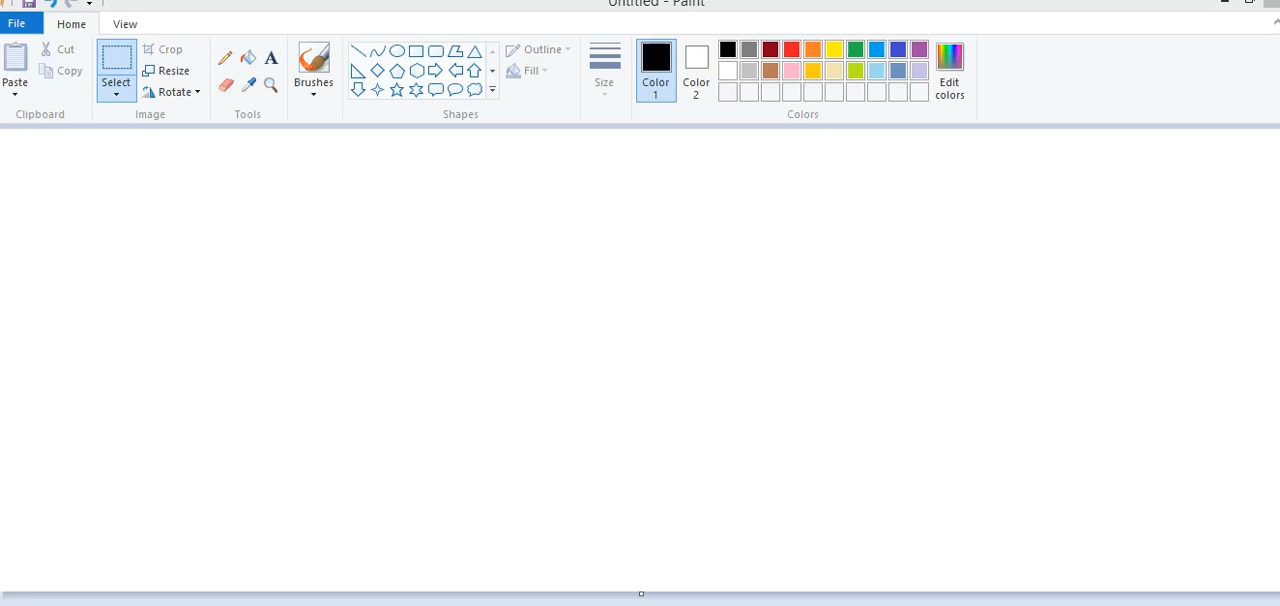 Untitled - Paint
File Home View
Paste
Cut
Copy
Clipboard
Select
Crop
Resize
Rotate
Image
A
Tools
Brushes
Outline
Fill
Shapes
Size
Color 1
Color 2
Edit colors
Colors